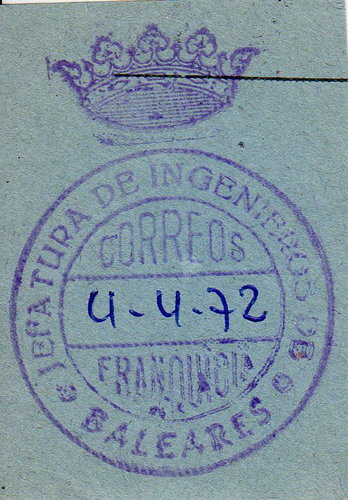 JEFATURA DE INGENIEROS DE
CORREOS
4-4-72
FRANQUICIA
BALEARES